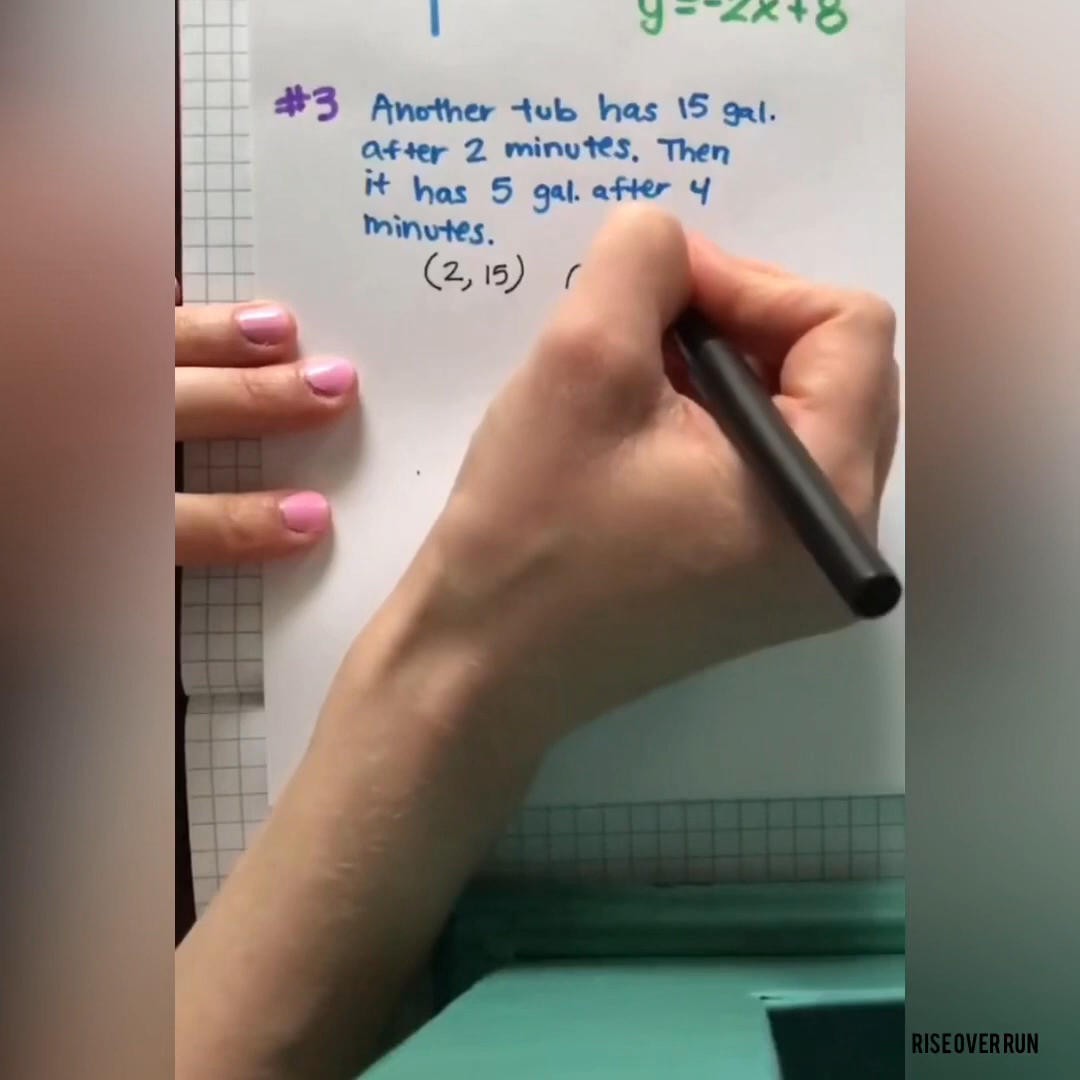 y=-2x+8
#3 Another tub has 15 gal.
after 2 minutes. Then
it has 5 gal. after 4
minutes.
(2, 15) (
RISE OVER RUN